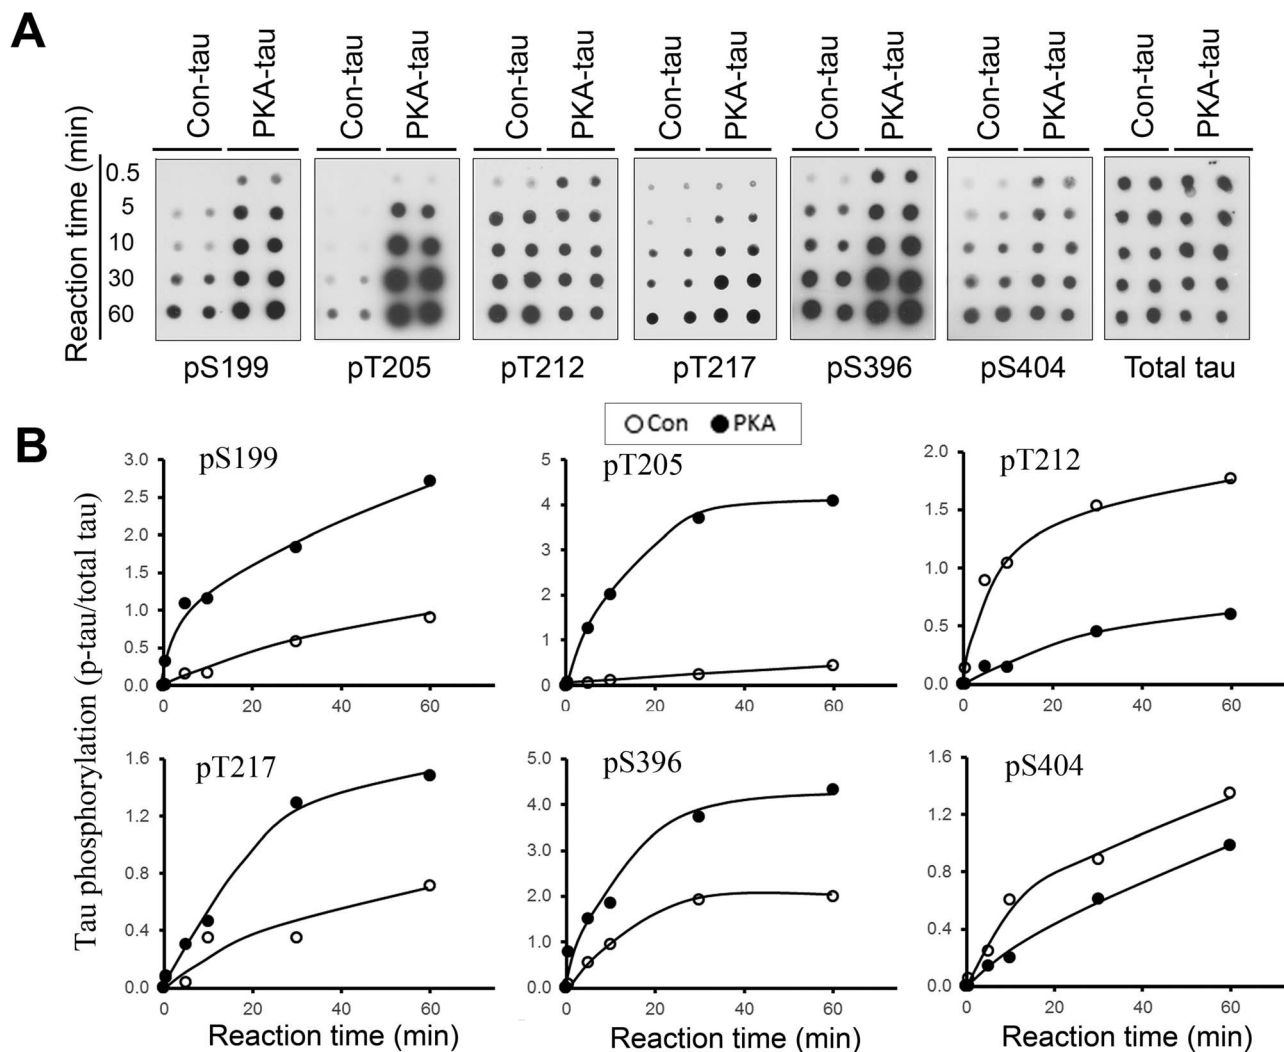 A
Con-tau PKA-tau Con-tau PKA-tau Con-tau PKA-tau Con-tau PKA-tau Con-tau PKA-tau Con-tau PKA-tau Con-tau PKA-tau
Reaction time (min)
0.5
5
10
30
60
pS199 pT205 pT212 pT217 pS396 pS404 Total tau
Con PKA
B
Tau phosphorylation (p-tau/total tau)
pS199
3.0
2.5
2.0
1.5
1.0
0.5
0.0
0 20 40 60
pT205
5
4
3
2
1
0
0 20 40 60
pT212
2.0
1.5
1.0
0.5
0.0
0 20 40 60
pT217
1.6
1.2
0.8
0.4
0.0
0 20 40 60
pS396
5.0
4.0
3.0
2.0
1.0
0.0
0 20 40 60
pS404
1.6
1.2
0.8
0.4
0.0
0 20 40 60
Reaction time (min) Reaction time (min) Reaction time (min)